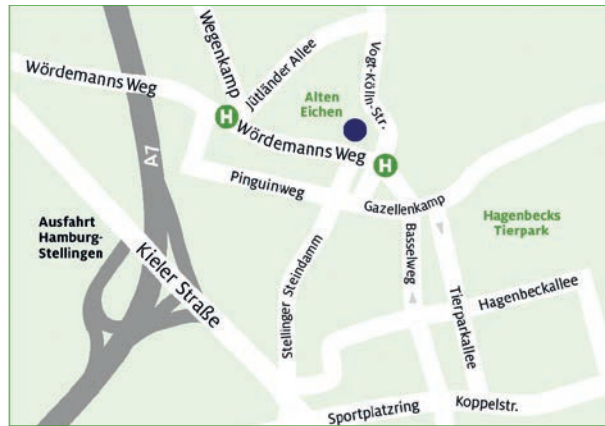 Wegenkamp
Jütländer Allee
Vogt-Kölln-Str.
Wördemanns Weg
Alten
Eichen
H
Wördemanns Weg
H
A7
Pinguinweg
Gazellenkamp
Ausfahrt
Hamburg-
Stellingen
Kieler Straße
Hagenbecks
Tierpark
Stellinger Steindamm
Basselweg
Tierparkallee
Hagenbeckallee
Sportplatzring
Koppelstr.